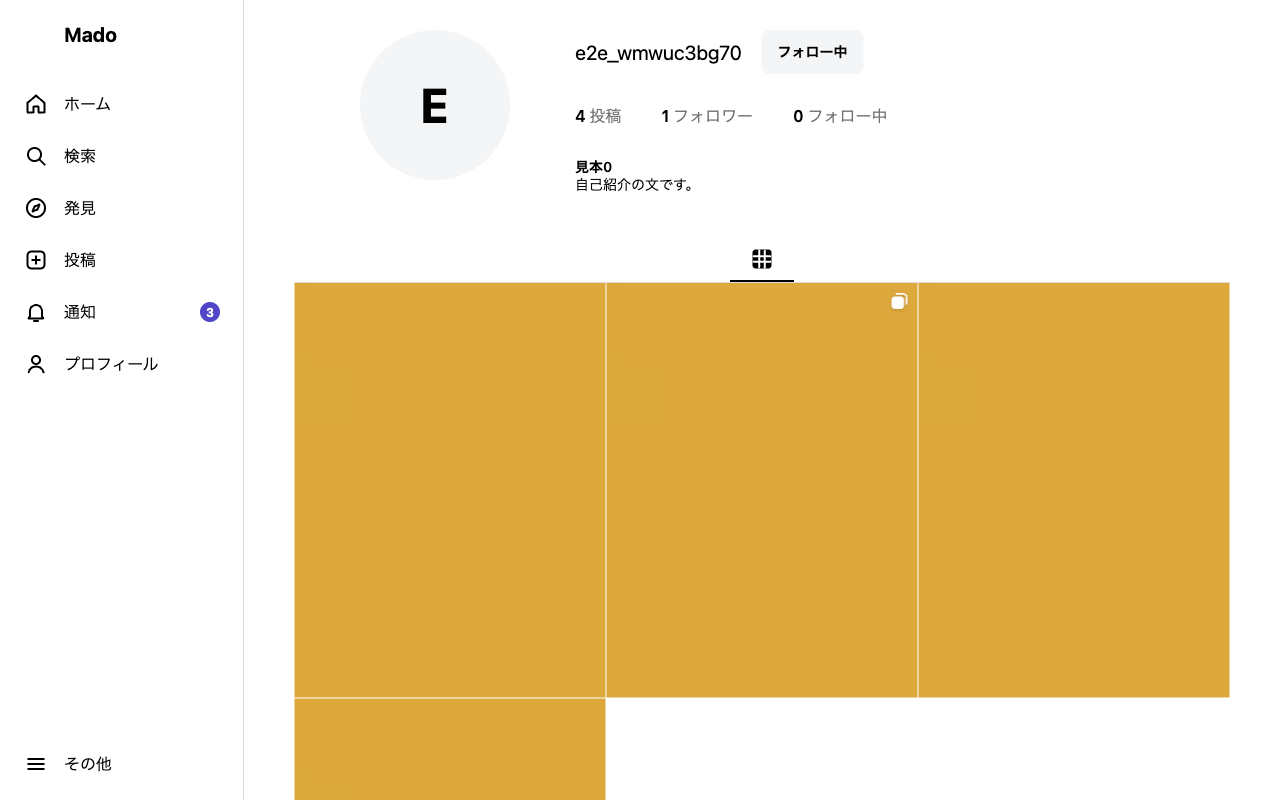 Mado
ホーム
検索
発見
投稿
通知 3
プロフィール
その他
E
e2e_wmwuc3bg70 フォロー中
4 投稿 1 フォロワー 0 フォロー中
見本0
自己紹介の文です。